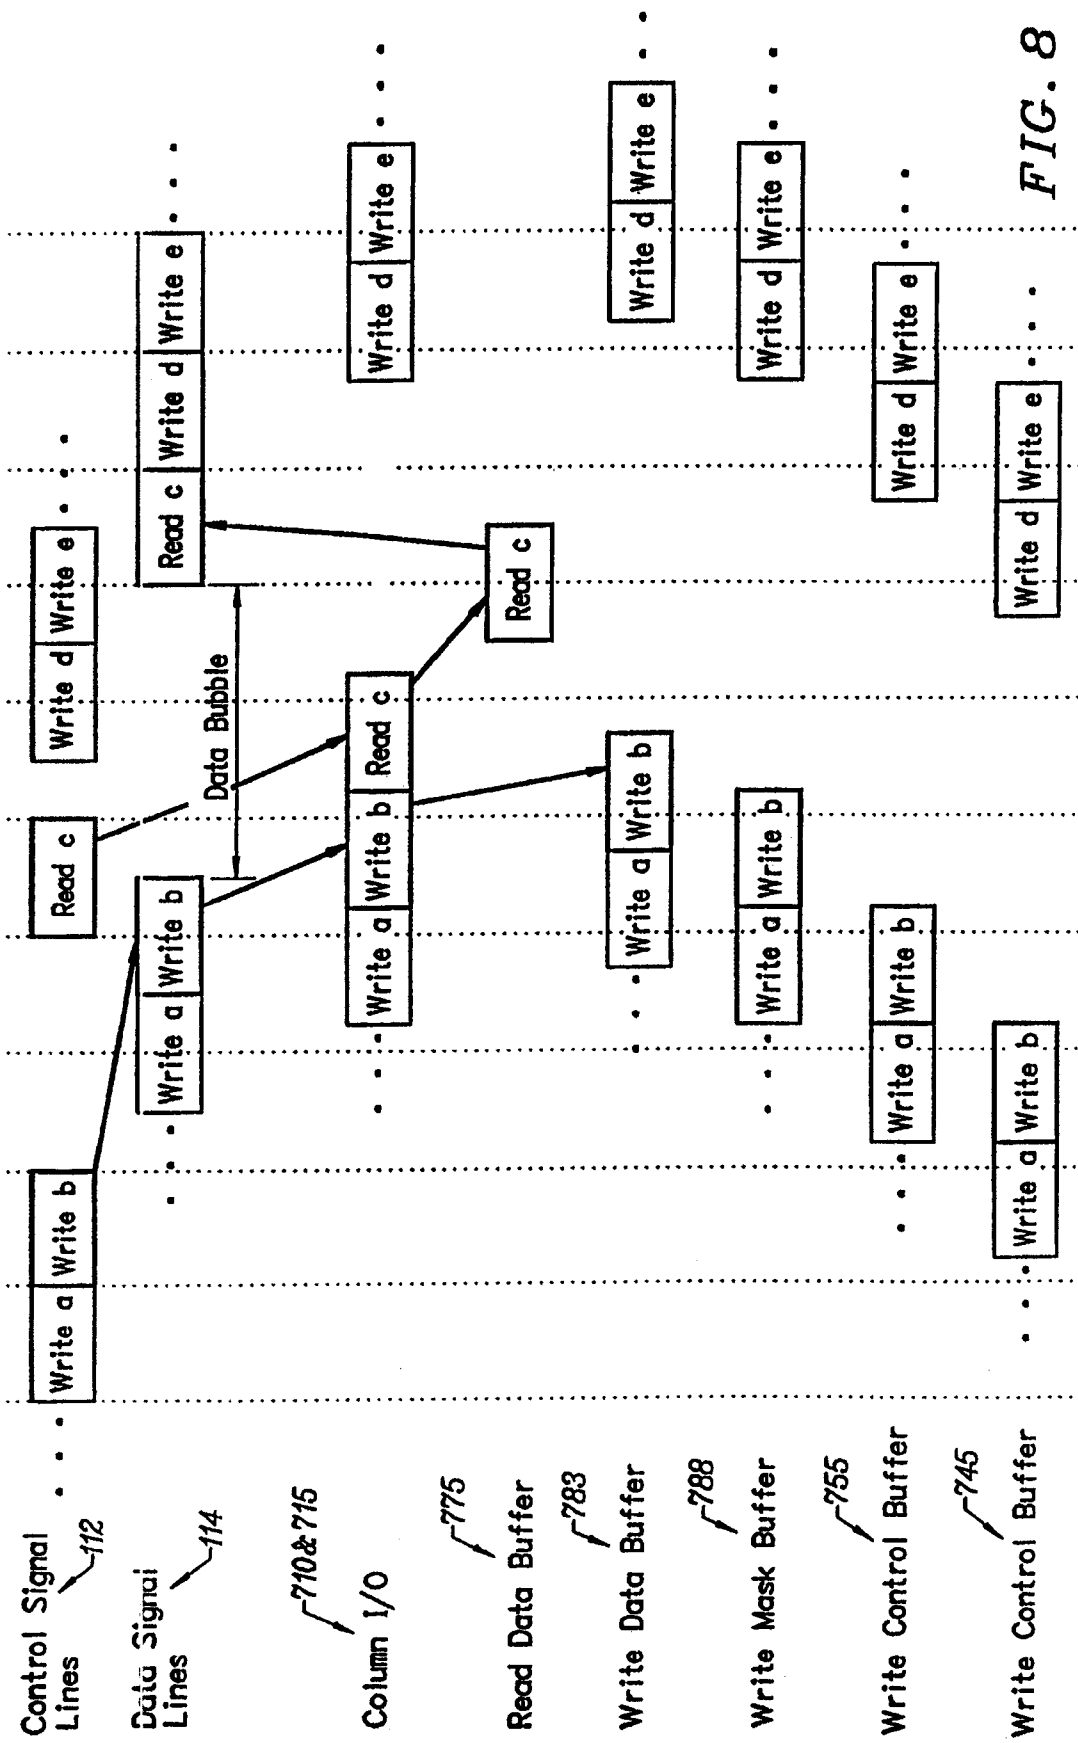 Control Signal
Lines
112
. . . Write a Write b Read c Write d Write e . . .
Data Signal
Lines
114
. . . Write a Write b Read c Write d Write e . . .
Data Bubble
710&715
Column I/O
. . . Write a Write b Read c Write d Write e . . .
775
Read Data Buffer
Read c
783
Write Data Buffer
. . . Write a Write b Write d Write e . . .
788
Write Mask Buffer
. . . Write a Write b Write d Write e . . .
755
Write Control Buffer
. . . Write a Write b Write d Write e . . .
745
Write Control Buffer
. . . Write a Write b Write d Write e . . .
FIG. 8